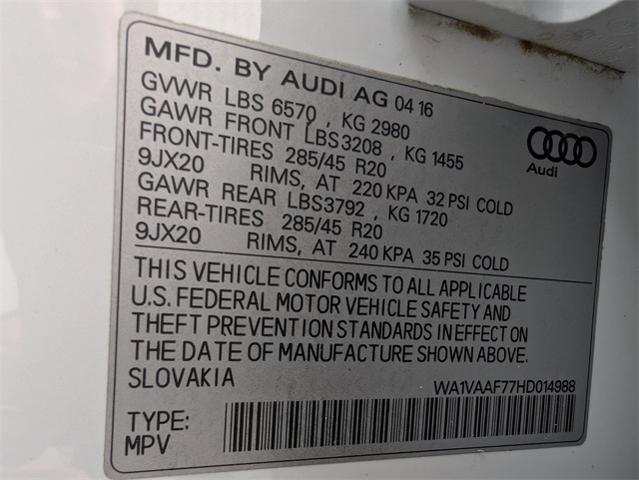 MFD. BY AUDI AG 04 16
GVWR LBS 6570 , KG 2980
GAWR FRONT LBS3208 , KG 1455
FRONT-TIRES 285/45 R20
9JX20 RIMS, AT 220 KPA 32 PSI COLD
GAWR REAR LBS3792 , KG 1720
REAR-TIRES 285/45 R20
9JX20 RIMS, AT 240 KPA 35 PSI COLD
Audi
THIS VEHICLE CONFORMS TO ALL APPLICABLE
U.S. FEDERAL MOTOR VEHICLE SAFETY AND
THEFT PREVENTION STANDARDS IN EFFECT ON
THE DATE OF MANUFACTURE SHOWN ABOVE.
SLOVAKIA WA1VAAF77HD014988
TYPE:
MPV